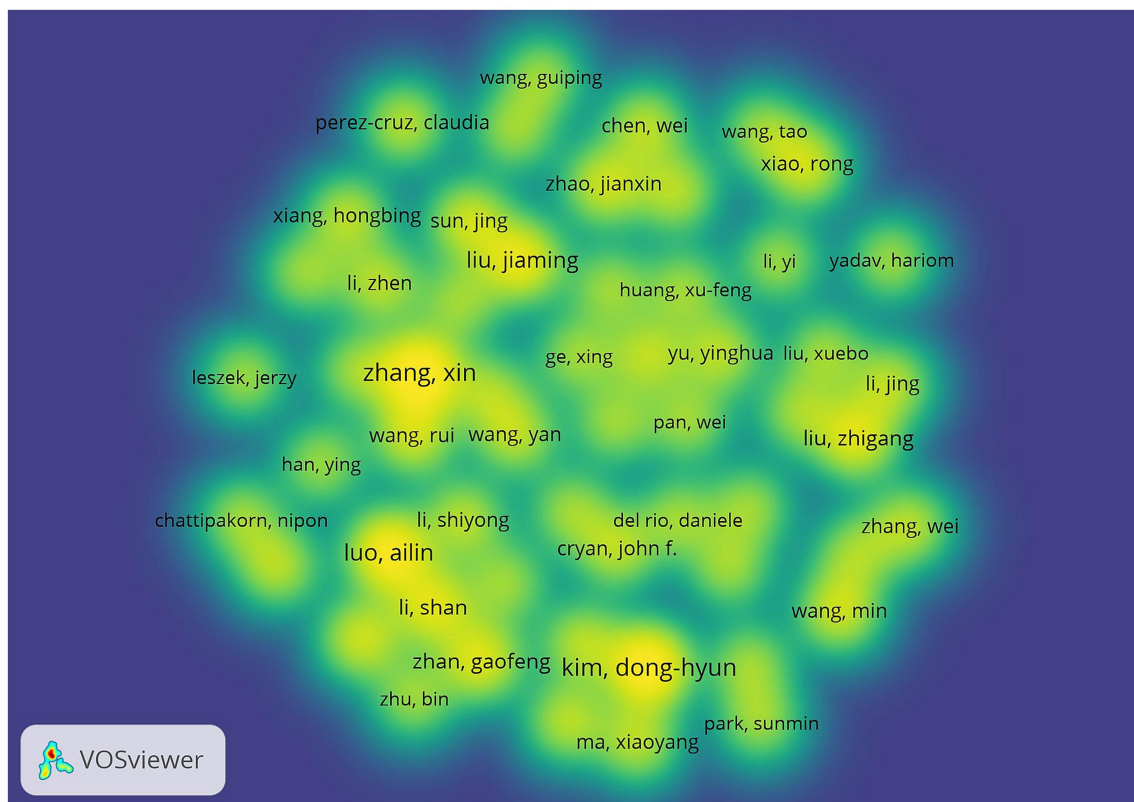 wang, guiping
perez-cruz, claudia
chen, wei
wang, tao
xiao, rong
zhao, jianxin
xiang, hongbing
sun, jing
liu, jiaming
li, yi
yadav, hariom
li, zhen
huang, xu-feng
ge, xing
yu, yinghua
liu, xuebo
zhang, xin
leszek, jerzy
li, jing
pan, wei
wang, rui
wang, yan
liu, zhigang
han, ying
chattipakorn, nipon
li, shiyong
del rio, daniele
zhang, wei
luo, ailin
cryan, john f.
li, shan
wang, min
zhan, gaofeng
kim, dong-hyun
zhu, bin
park, sunmin
ma, xiaoyang
VOSviewer